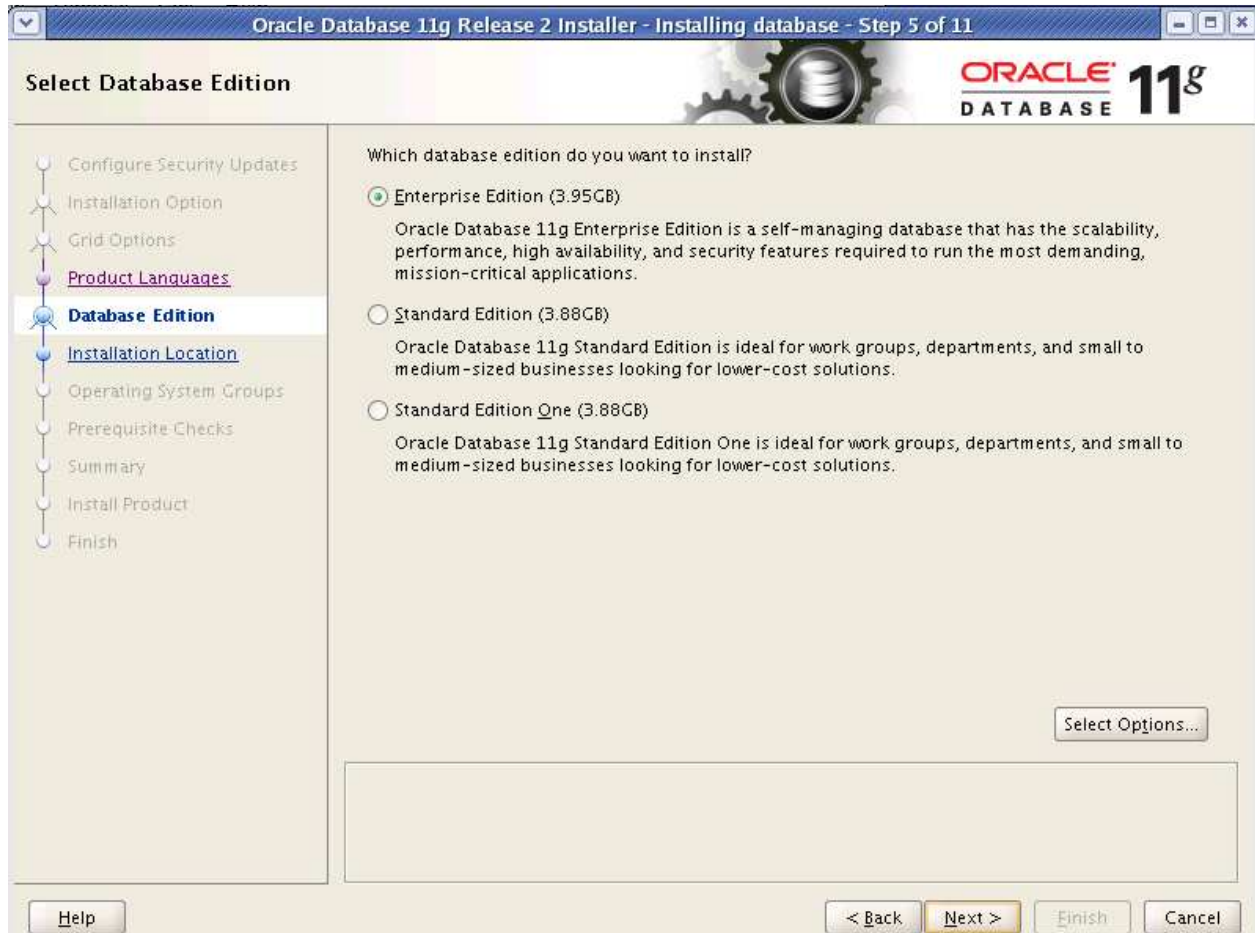 Oracle Database 11g Release 2 Installer - Installing database - Step 5 of 11
Select Database Edition
ORACLE
DATABASE
11g
Configure Security Updates
Installation Option
Grid Options
Product Languages
Database Edition
Installation Location
Operating System Groups
Prerequisite Checks
Summary
Install Product
Finish
Which database edition do you want to install?
Enterprise Edition (3.95GB)
Oracle Database 11g Enterprise Edition is a self-managing database that has the scalability,
performance, high availability, and security features required to run the most demanding,
mission-critical applications.
Standard Edition (3.88GB)
Oracle Database 11g Standard Edition is ideal for work groups, departments, and small to
medium-sized businesses looking for lower-cost solutions.
Standard Edition One (3.88GB)
Oracle Database 11g Standard Edition One is ideal for work groups, departments, and small to
medium-sized businesses looking for lower-cost solutions.
Select Options...
Help
< Back
Next >
Finish
Cancel